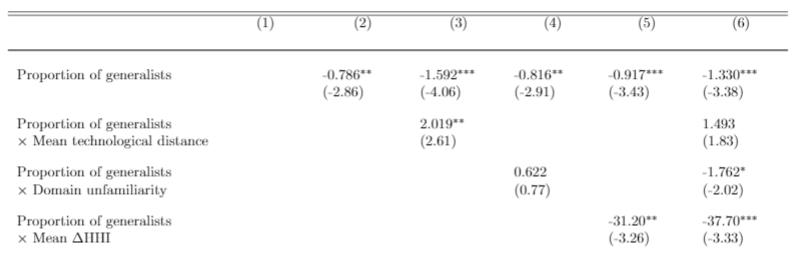 (1) (2) (3) (4) (5) (6)
Proportion of generalists -0.786** -1.592*** -0.816** -0.917*** -1.330***
(-2.86) (-4.06) (-2.91) (-3.43) (-3.38)
Proportion of generalists 2.019** 1.493
× Mean technological distance (2.61) (1.83)
Proportion of generalists 0.622 -1.762*
× Domain unfamiliarity (0.77) (-2.02)
Proportion of generalists -31.20** -37.70***
× Mean ΔHHI (-3.26) (-3.33)